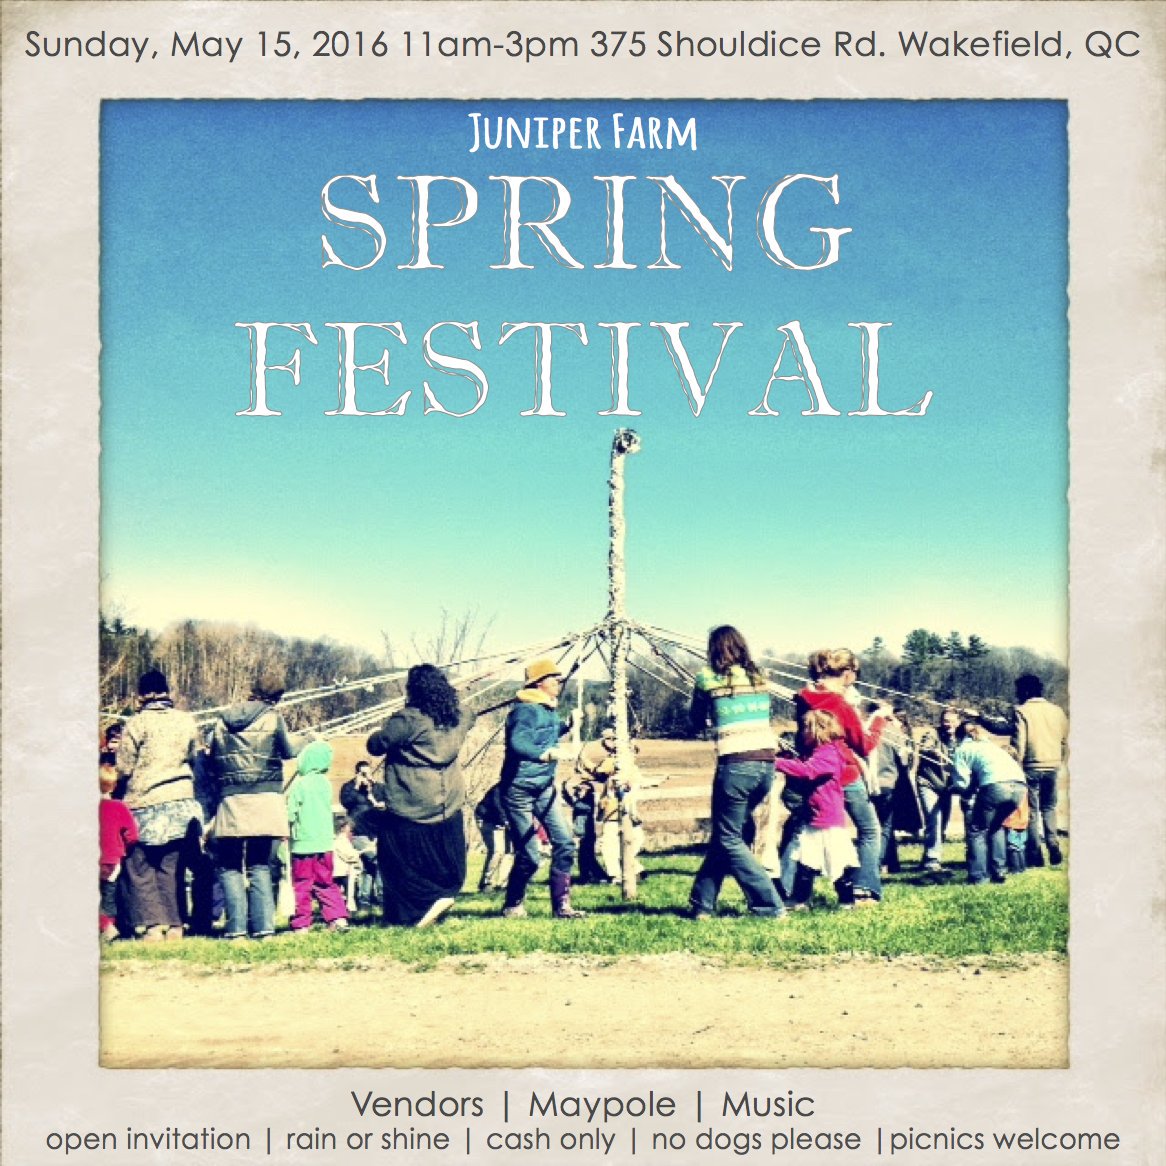 Sunday, May 15, 2016 11am-3pm 375 Shouldice Rd. Wakefield, QC
Juniper Farm
SPRING
FESTIVAL
Vendors | Maypole | Music
open invitation | rain or shine | cash only | no dogs please |picnics welcome